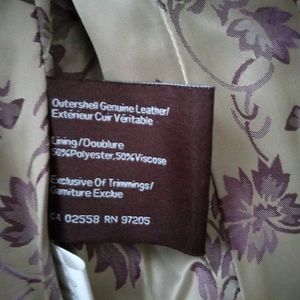 Outershell Genuine Leather/
Extérieur Cuir Véritable
Lining/Doublure
50%Polyester,50%Viscose
Exclusive Of Trimmings/
Garniture Exclue
CA 02558 RN 97205